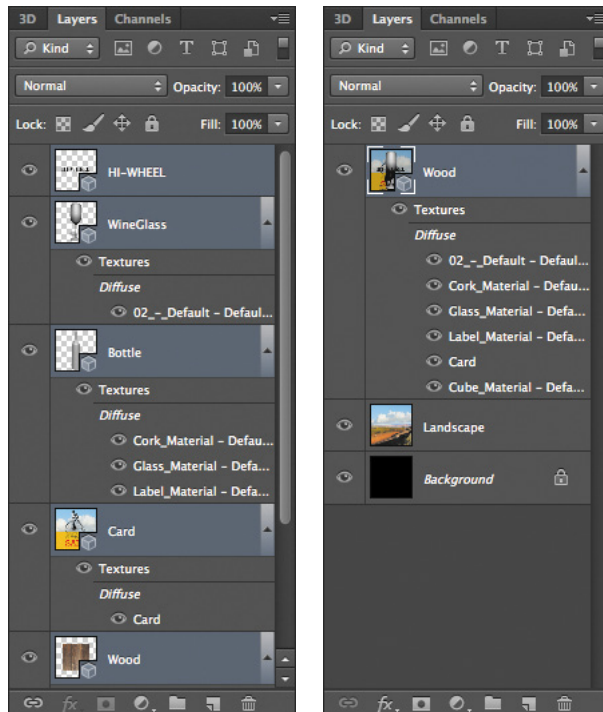 3D Layers Channels
Kind
T
Normal Opacity: 100%
Lock: Fill: 100%
HI-WHEEL
WineGlass
Textures
Diffuse
02_-_Default - Defaul...
Bottle
Textures
Diffuse
Cork_Material - Defau...
Glass_Material - Defa...
Label_Material - Defa...
Card
Textures
Diffuse
Card
Wood
fx.
3D Layers Channels
Kind
T
Normal Opacity: 100%
Lock: Fill: 100%
Wood
Textures
Diffuse
02_-_Default - Defaul...
Cork_Material - Defau...
Glass_Material - Defa...
Label_Material - Defa...
Card
Cube_Material - Defa...
Landscape
Background
fx.